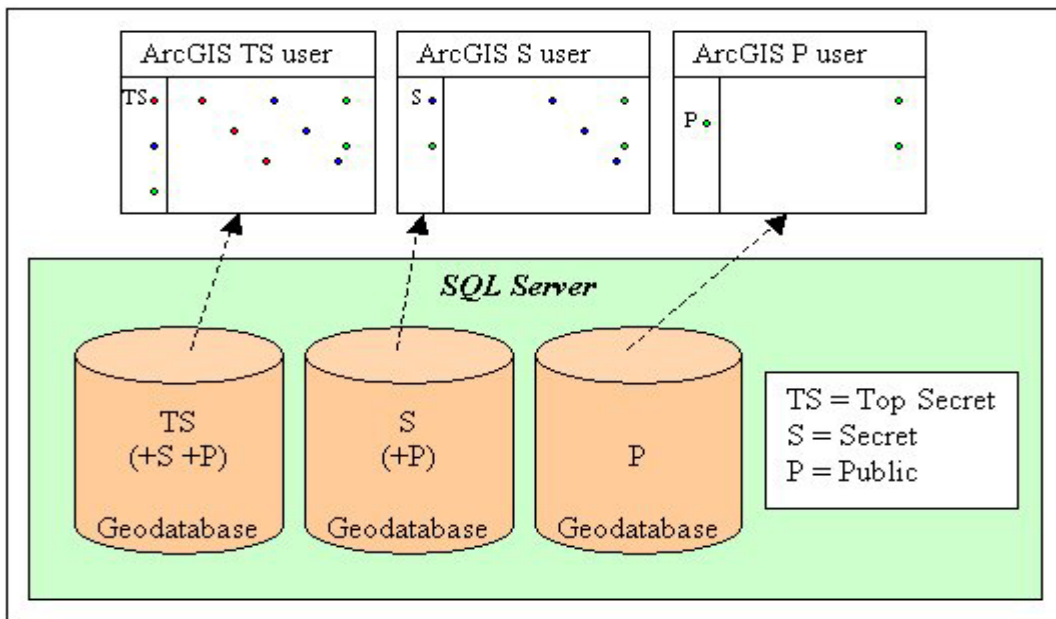 ArcGIS TS user
ArcGIS S user
ArcGIS P user
TS
S
P
SQL Server
TS
(+S +P)
Geodatabase
S
(+P)
Geodatabase
P
Geodatabase
TS = Top Secret
S = Secret
P = Public